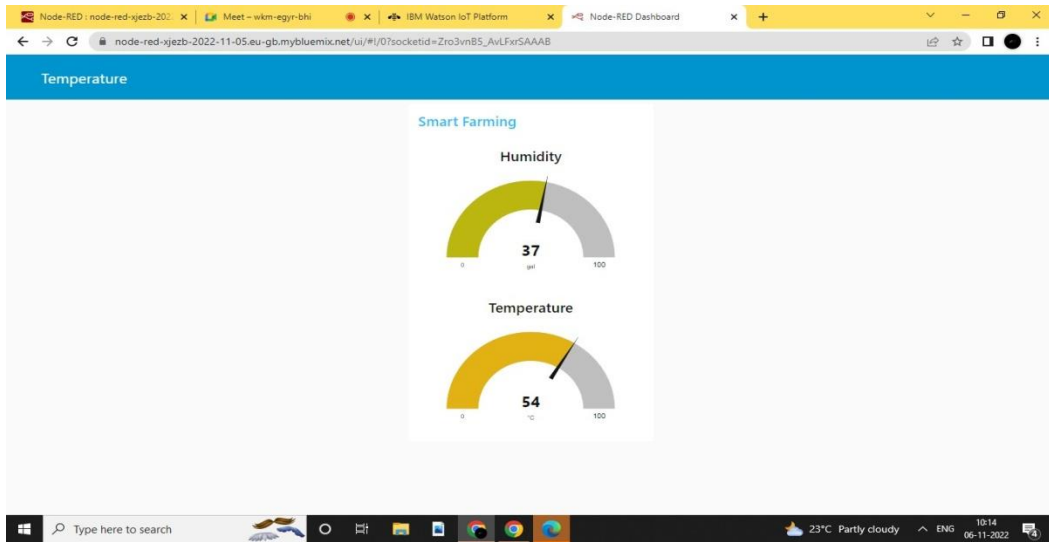 Node-RED : node-red-xjezb-202
Meet – wkm-egyr-bhi
IBM Watson IoT Platform
Node-RED Dashboard
node-red-xjezb-2022-11-05.eu-gb.mybluemix.net/ui/#!/0?socketid=Zro3vnB5_AvLFxrSAAAB
Temperature
Smart Farming
Humidity
37
0
100
Temperature
54
0
°C
100
Type here to search
23°C Partly cloudy
ENG
10:14
06-11-2022
4